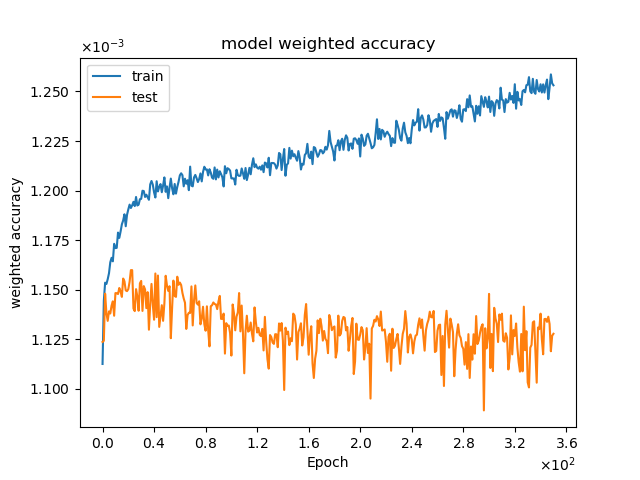 model weighted accuracy
×10⁻³
train
test
1.250
1.225
1.200
1.175
1.150
1.125
1.100
weighted accuracy
0.0 0.4 0.8 1.2 1.6 2.0 2.4 2.8 3.2 3.6
Epoch
×10²